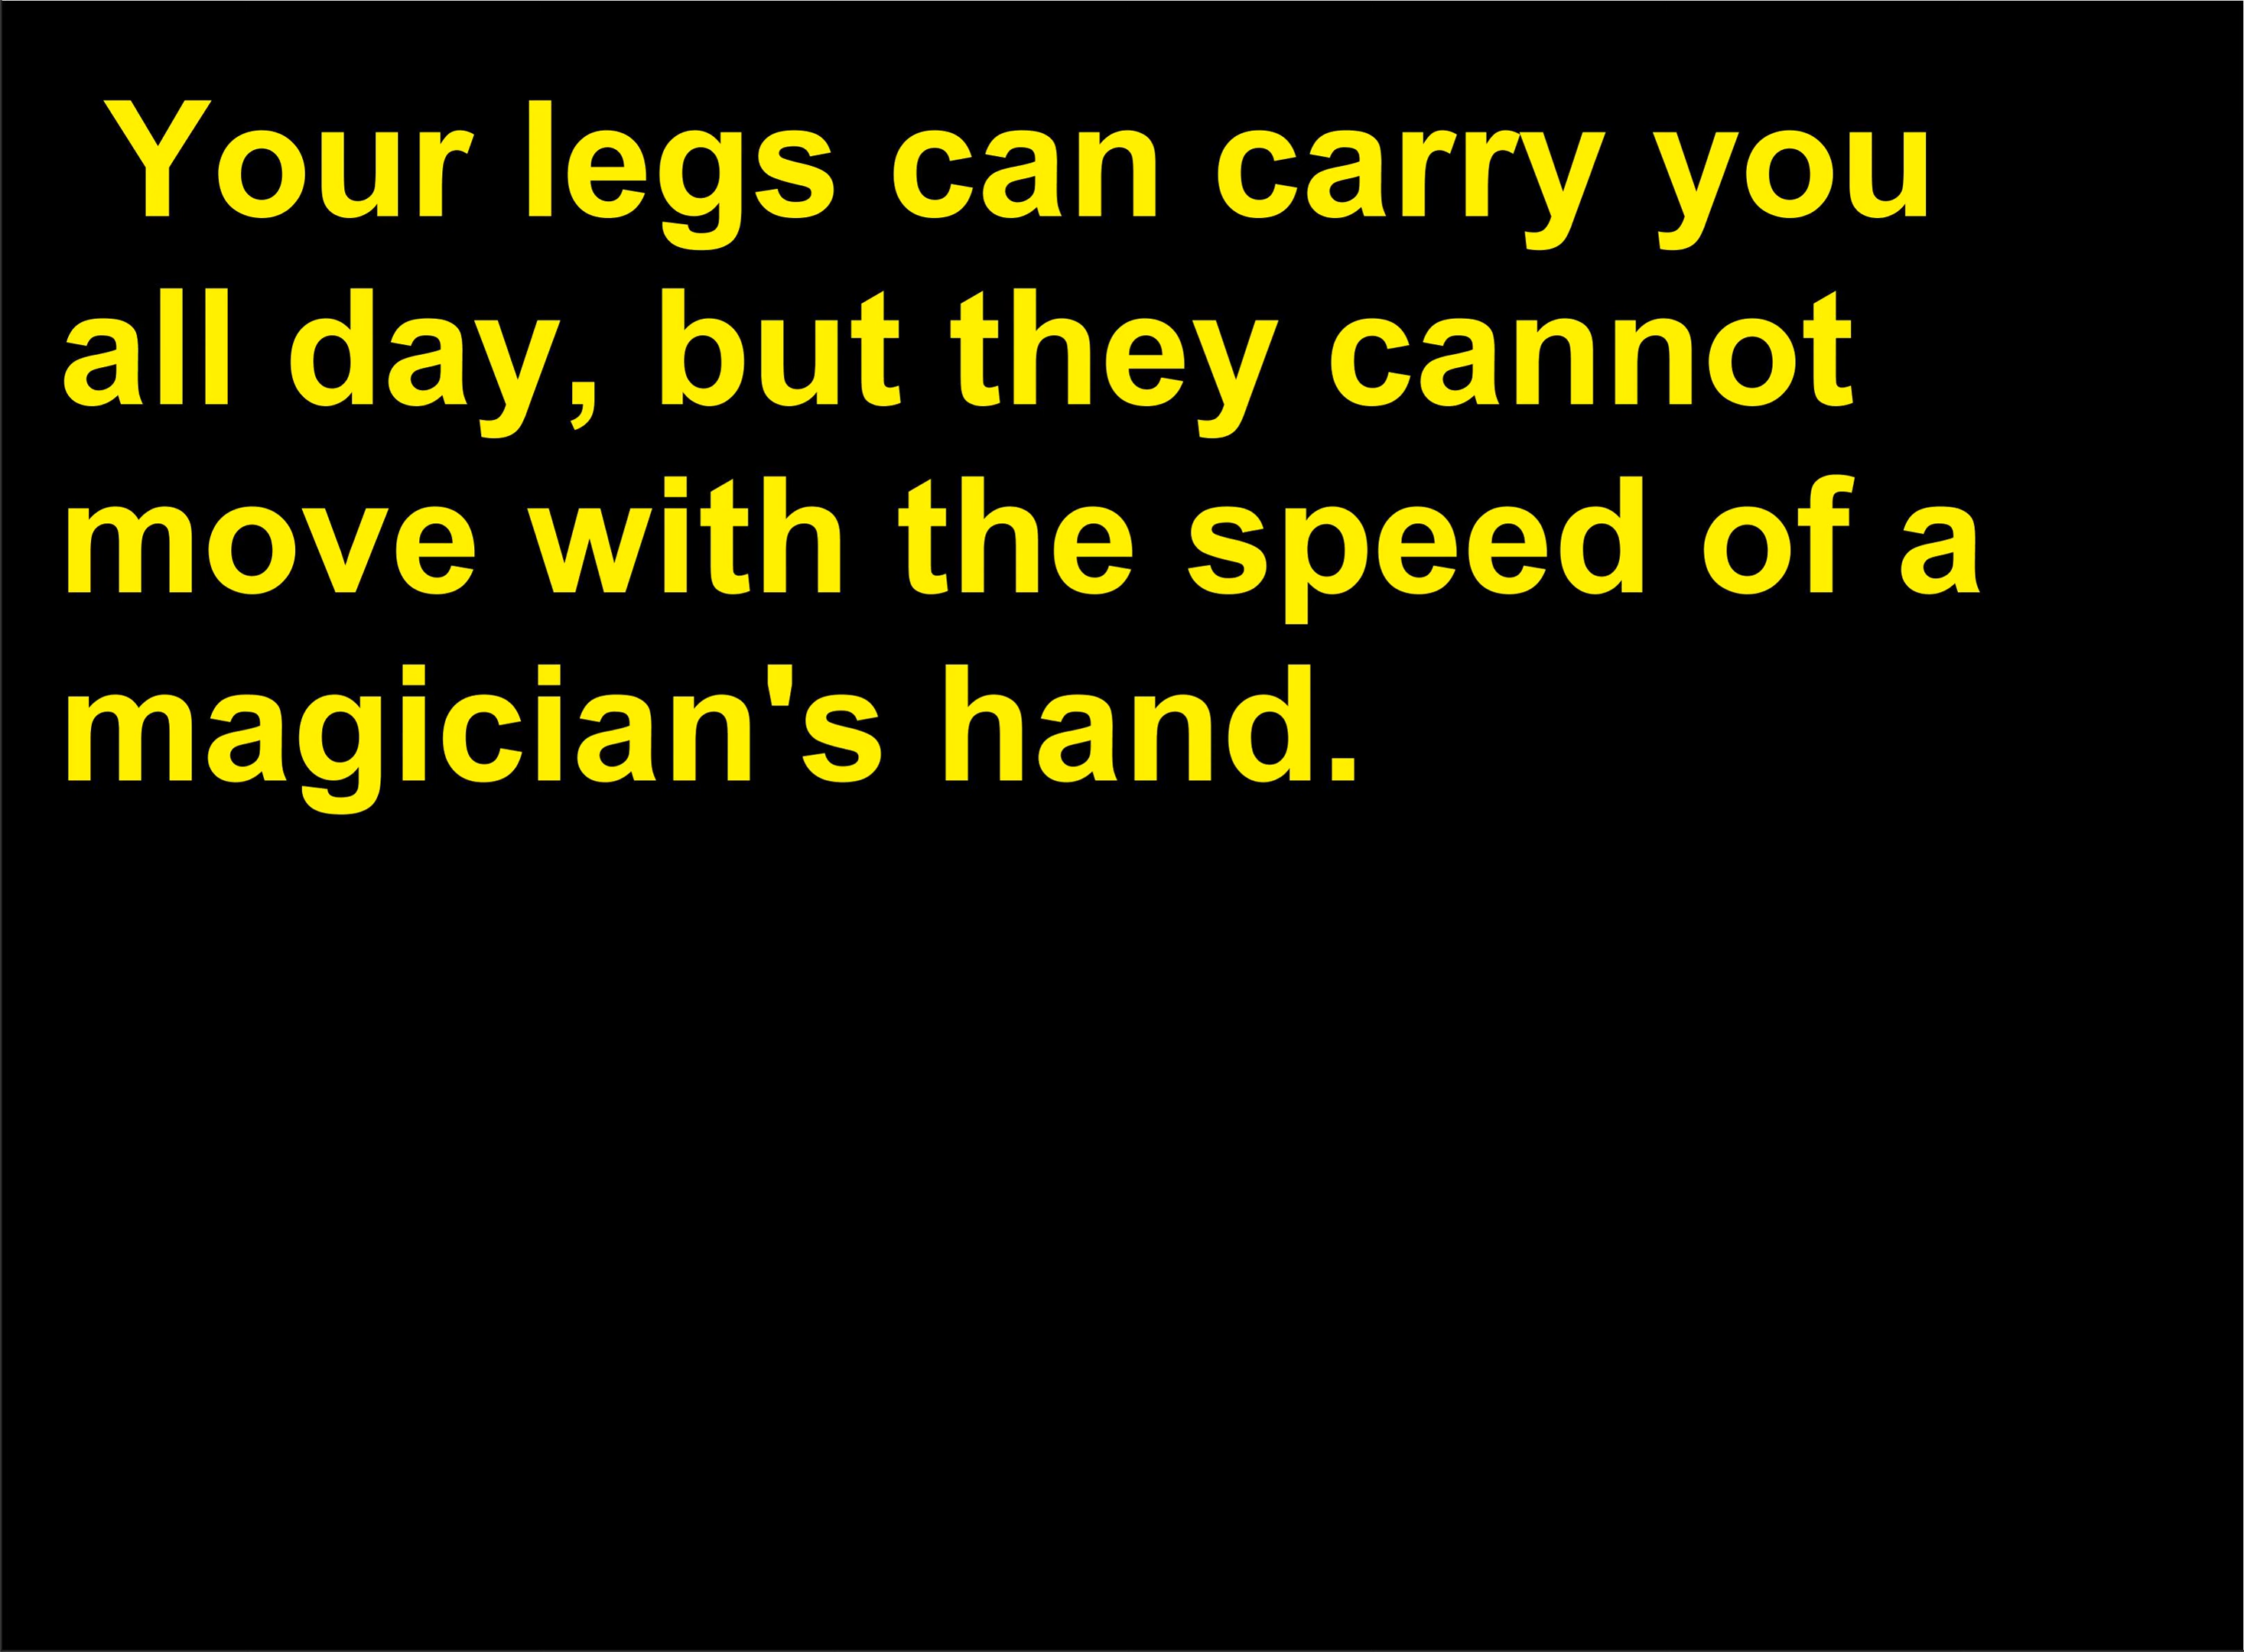 Your legs can carry you
all day, but they cannot
move with the speed of a
magician's hand.